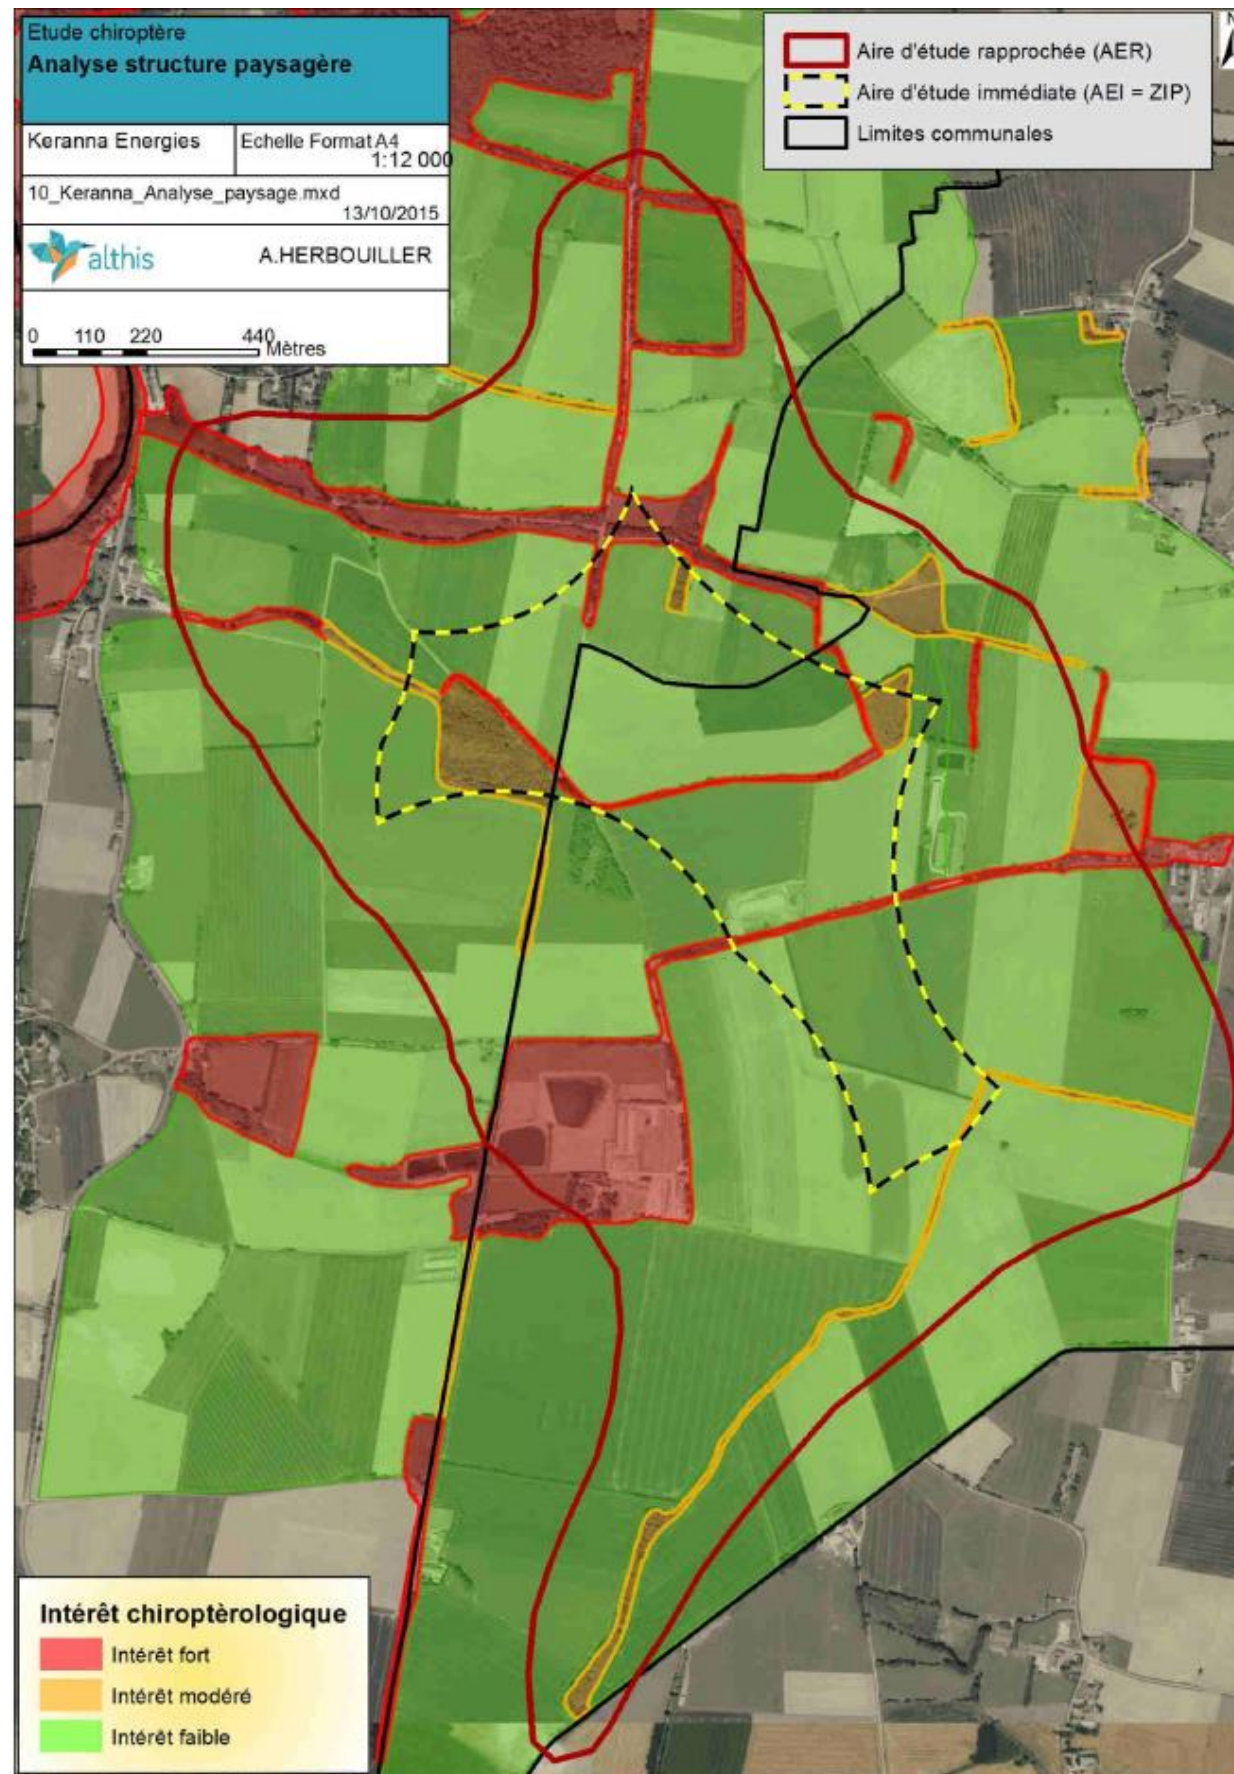 Etude chiroptère
Analyse structure paysagère
Keranna Energies
Echelle Format A4
1:12 000
10_Keranna_Analyse_paysage.mxd
13/10/2015
althis
A.HERBOUILLER
0 110 220 440
Mètres
Aire d'étude rapprochée (AER)
Aire d'étude immédiate (AEI = ZIP)
Limites communales
N
Intérêt chiroptèrologique
Intérêt fort
Intérêt modéré
Intérêt faible